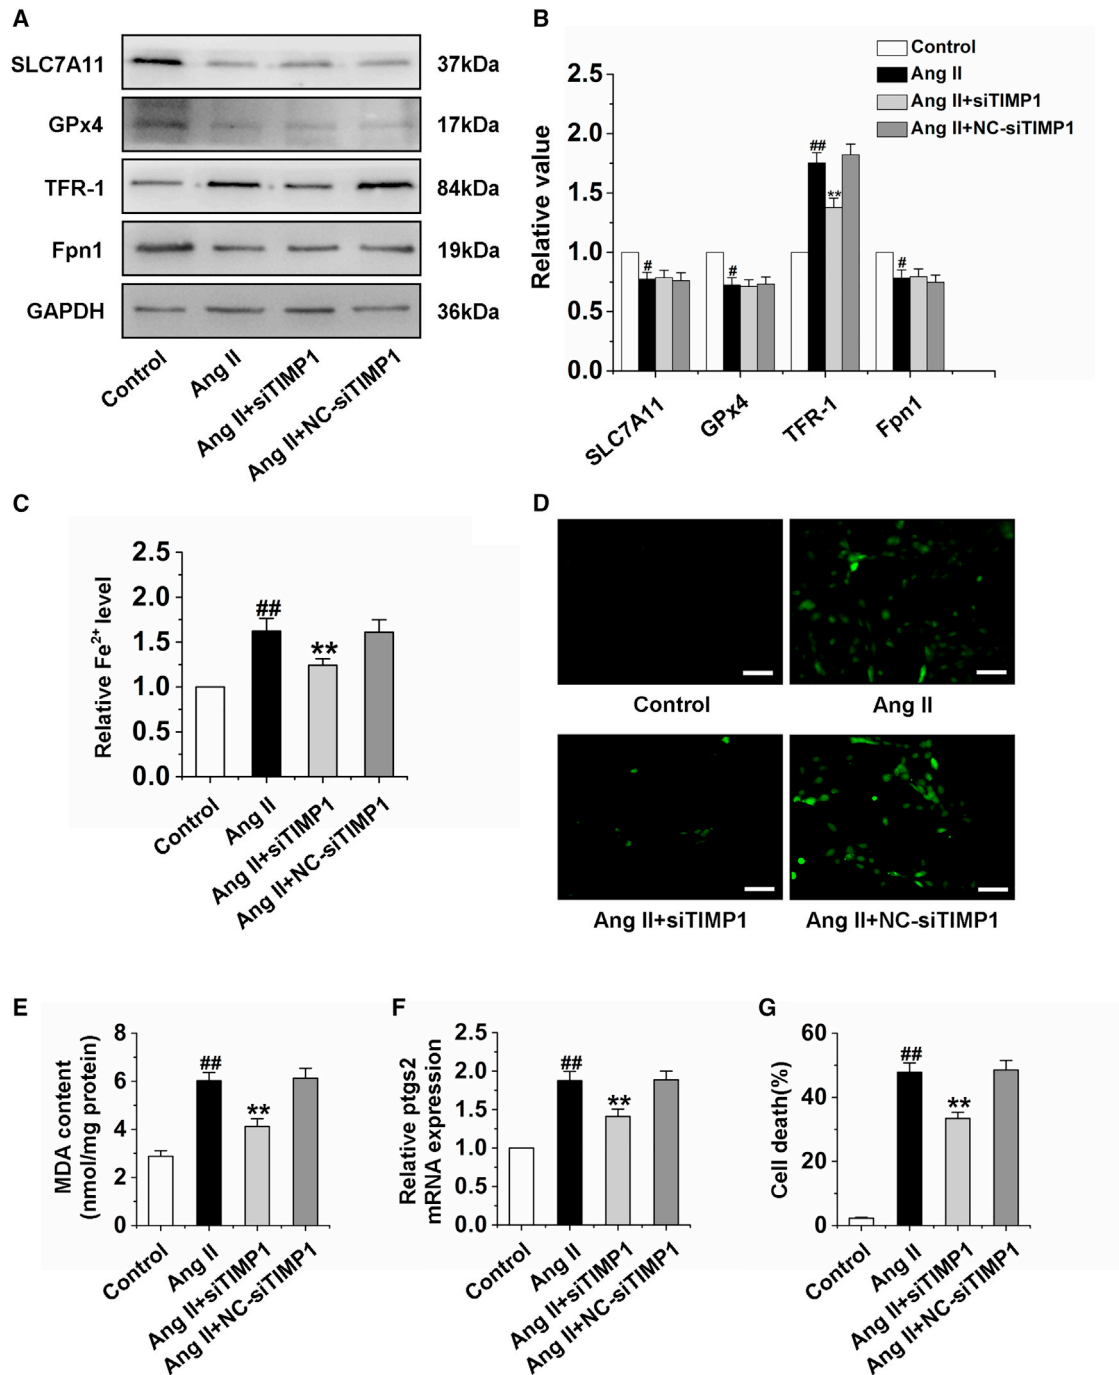 A
SLC7A11 37kDa
GPx4 17kDa
TFR-1 84kDa
Fpn1 19kDa
GAPDH 36kDa
Control
Ang II
Ang II+siTIMP1
Ang II+NC-siTIMP1
B
Control
Ang II
Ang II+siTIMP1
Ang II+NC-siTIMP1
Relative value
2.5
2.0
1.5
1.0
0.5
0.0
#
#
##
**
#
SLC7A11
GPx4
TFR-1
Fpn1
C
Relative Fe²⁺ level
2.5
2.0
1.5
1.0
0.5
0.0
##
**
Control
Ang II
Ang II+siTIMP1
Ang II+NC-siTIMP1
D
Control
Ang II
Ang II+siTIMP1
Ang II+NC-siTIMP1
E
MDA content
(nmol/mg protein)
8
6
4
2
0
##
**
Control
Ang II
Ang II+siTIMP1
Ang II+NC-siTIMP1
F
Relative ptgs2
mRNA expression
2.5
2.0
1.5
1.0
0.5
0.0
##
**
Control
Ang II
Ang II+siTIMP1
Ang II+NC-siTIMP1
G
Cell death(%)
60
40
20
0
##
**
Control
Ang II
Ang II+siTIMP1
Ang II+NC-siTIMP1